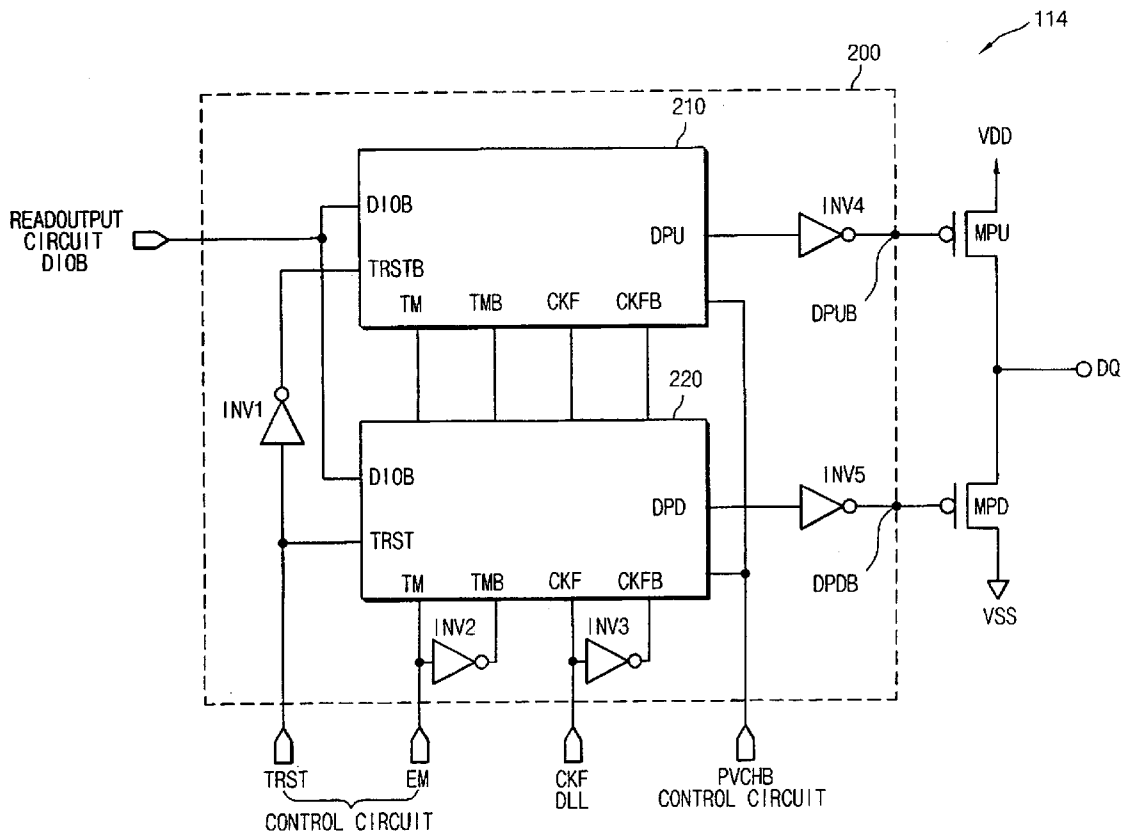 114
200
210
VDD
READOUTPUT
CIRCUIT
DIOB
DIOB
DPU
INV4
MPU
TRSTB
TM TMB CKF CKFB
DPUB
INV1
220
DQ
DIOB
DPD
INV5
MPD
TRST
TM TMB CKF CKFB
DPDB
INV2
INV3
VSS
TRST
EM
CKF
DLL
PVCHB
CONTROL CIRCUIT
CONTROL CIRCUIT